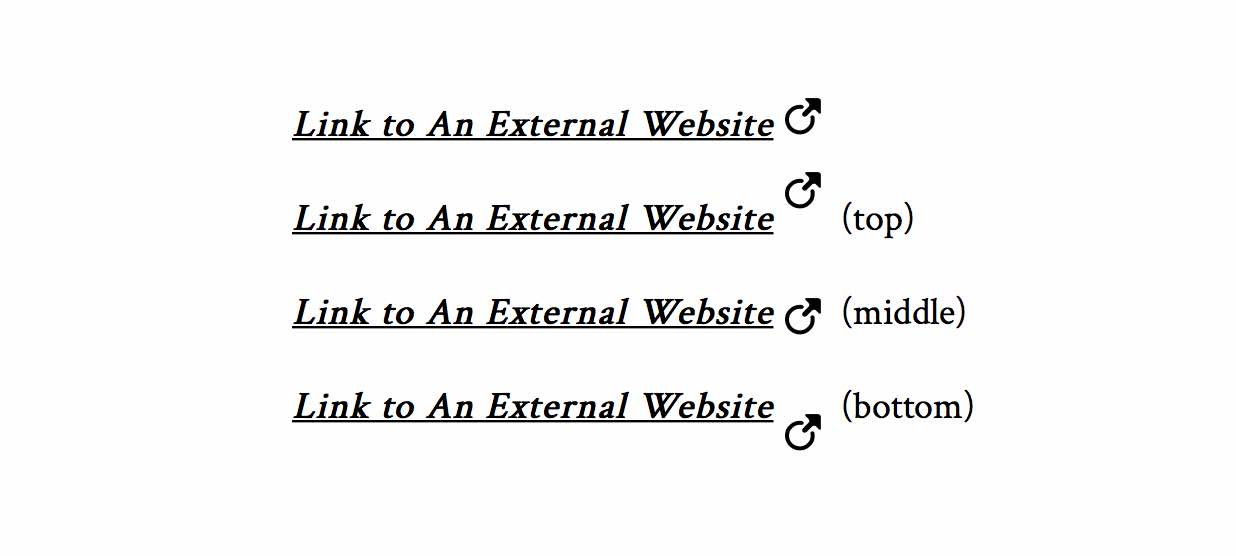 Link to An External Website
Link to An External Website (top)
Link to An External Website (middle)
Link to An External Website (bottom)